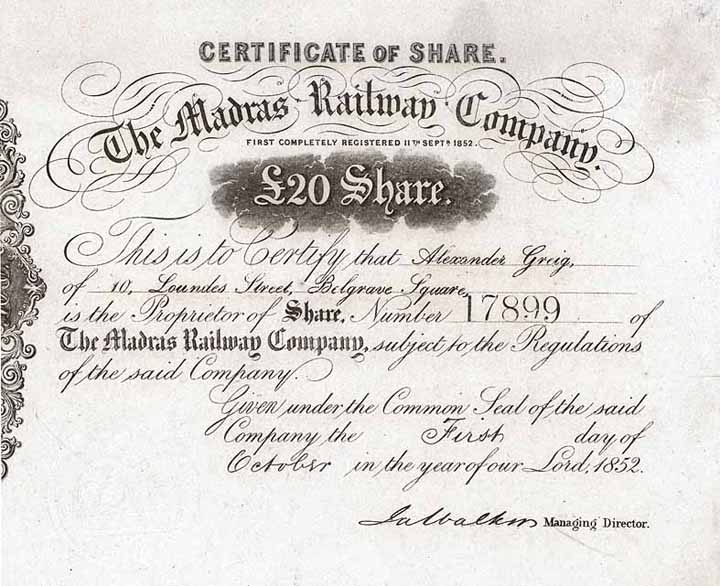 CERTIFICATE OF SHARE.
The Madras Railway Company.
FIRST COMPLETELY REGISTERED 11TH SEPTR 1852.
£20 Share.
This is to Certify that Alexander Greig,
of 10, Loundes Street, Belgrave Square,
is the Proprietor of Share, Number 17899 of
The Madras Railway Company, subject to the Regulations
of the said Company.
Given under the Common Seal of the said
Company the First day of
October in the year of our Lord, 1852.
Managing Director.